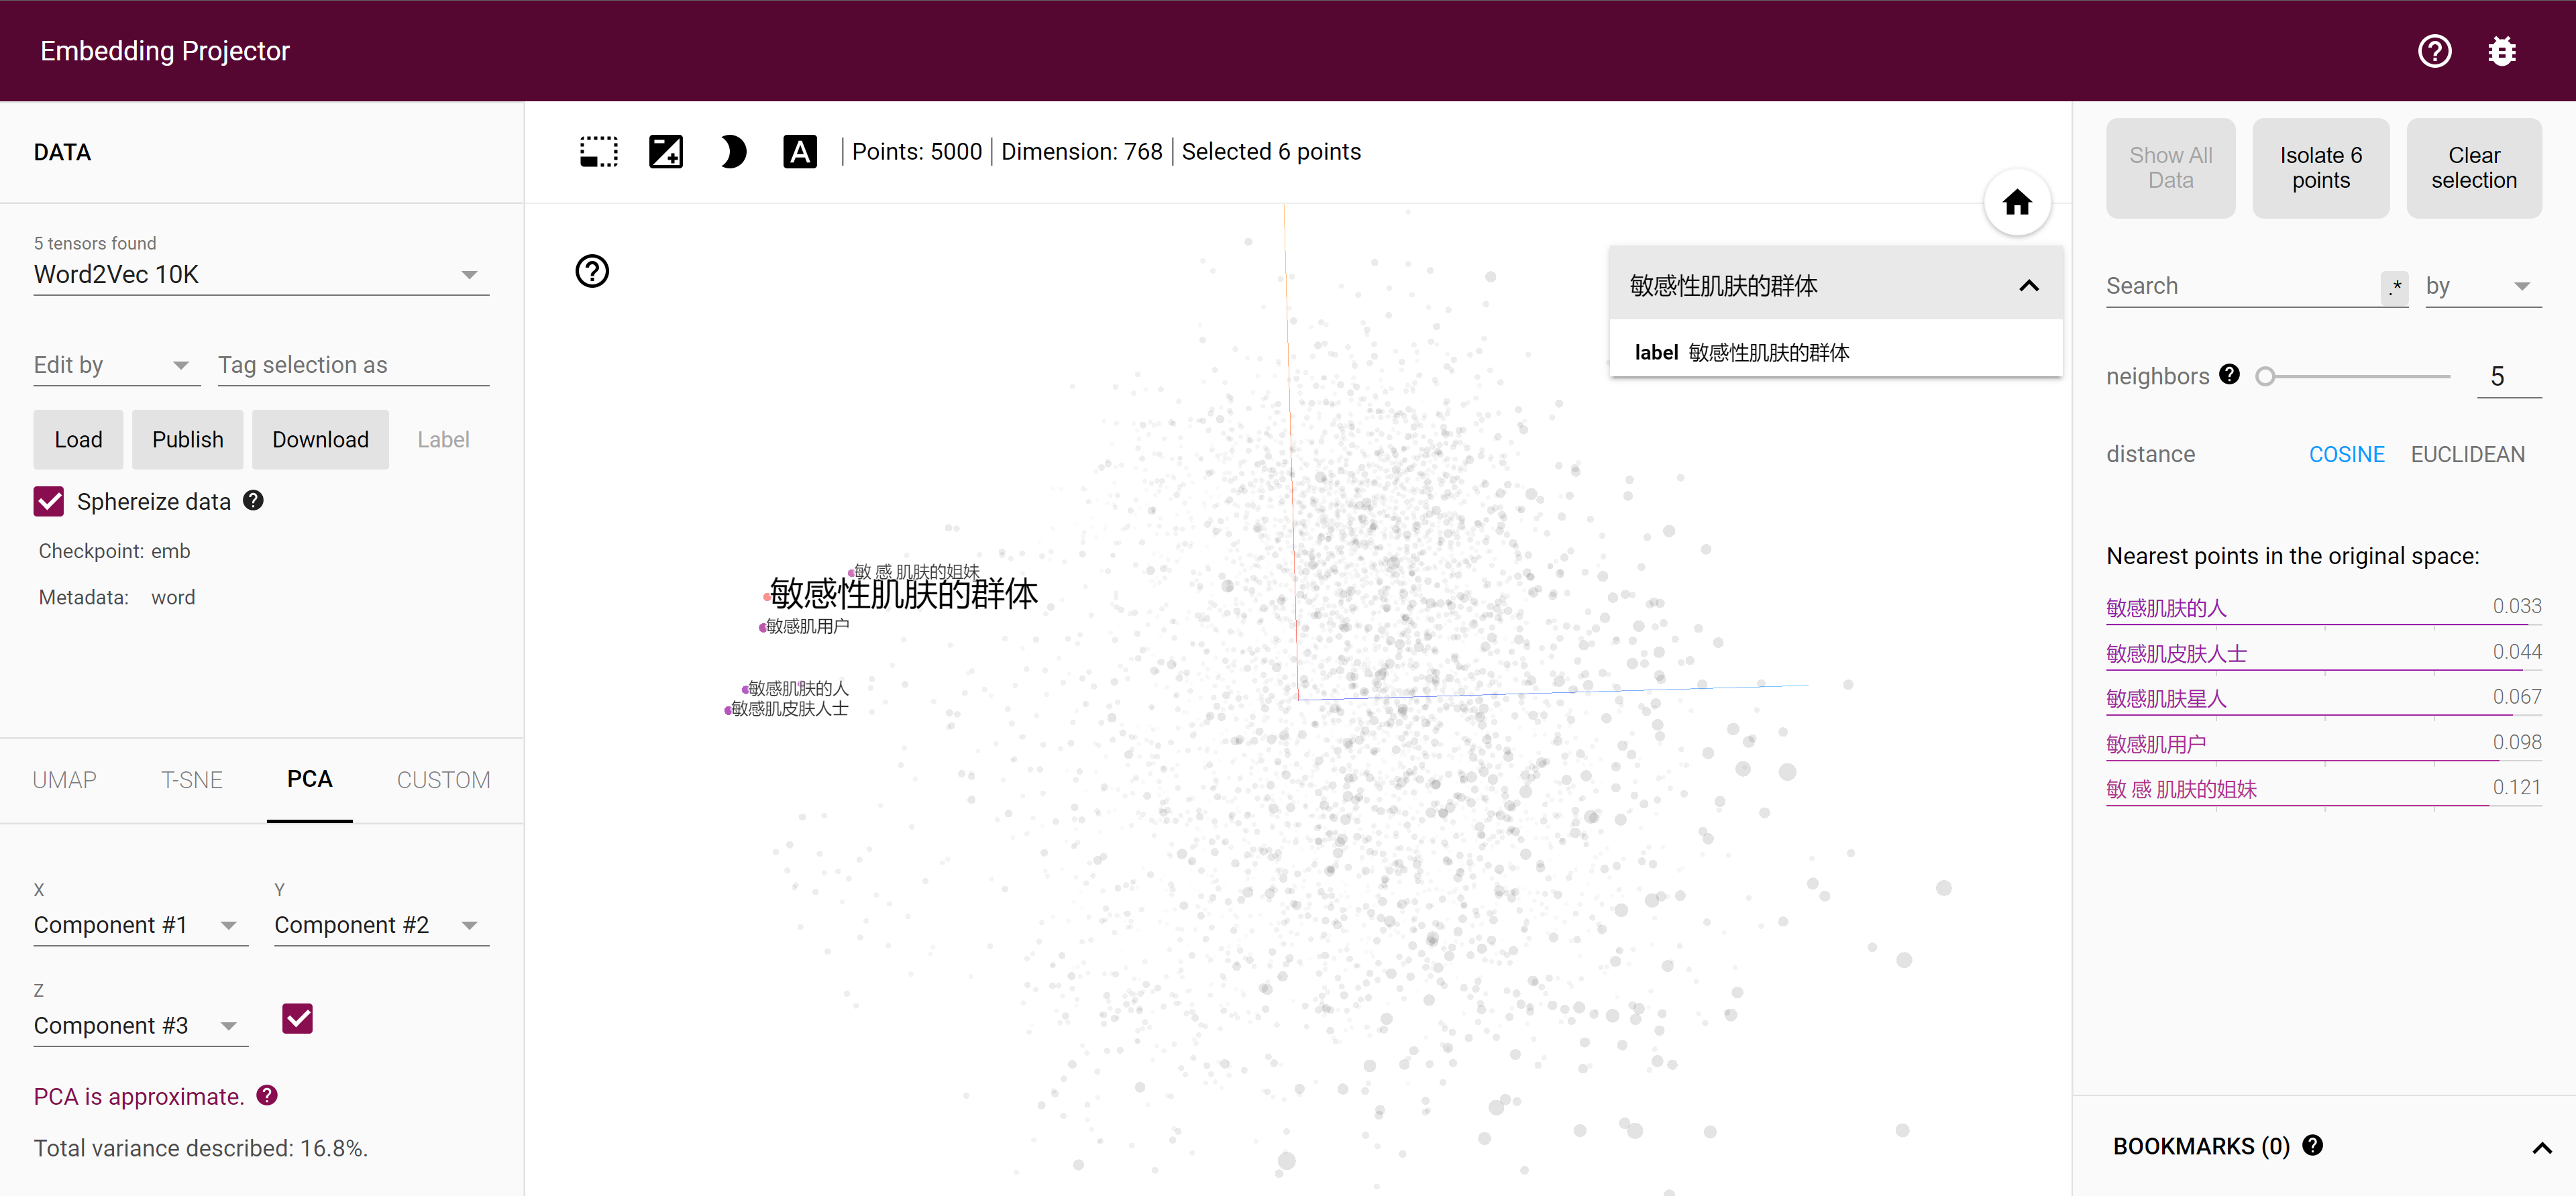 Embedding Projector
DATA
5 tensors found
Word2Vec 10K
Edit by
Tag selection as
Load
Publish
Download
Label
Sphereize data
Checkpoint: emb
Metadata: word
UMAP
T-SNE
PCA
CUSTOM
X
Component #1
Y
Component #2
Z
Component #3
PCA is approximate.
Total variance described: 16.8%.
A
Points: 5000
Dimension: 768
Selected 6 points
敏感性肌肤的群体
label 敏感性肌肤的群体
敏 感 肌肤的姐妹
敏感性肌肤的群体
敏感肌用户
敏感肌肤的人
敏感肌皮肤人士
Show All
Data
Isolate 6
points
Clear
selection
Search
.*
by
neighbors
5
distance
COSINE
EUCLIDEAN
Nearest points in the original space:
敏感肌肤的人 0.033
敏感肌皮肤人士 0.044
敏感肌肤星人 0.067
敏感肌用户 0.098
敏 感 肌肤的姐妹 0.121
BOOKMARKS (0)